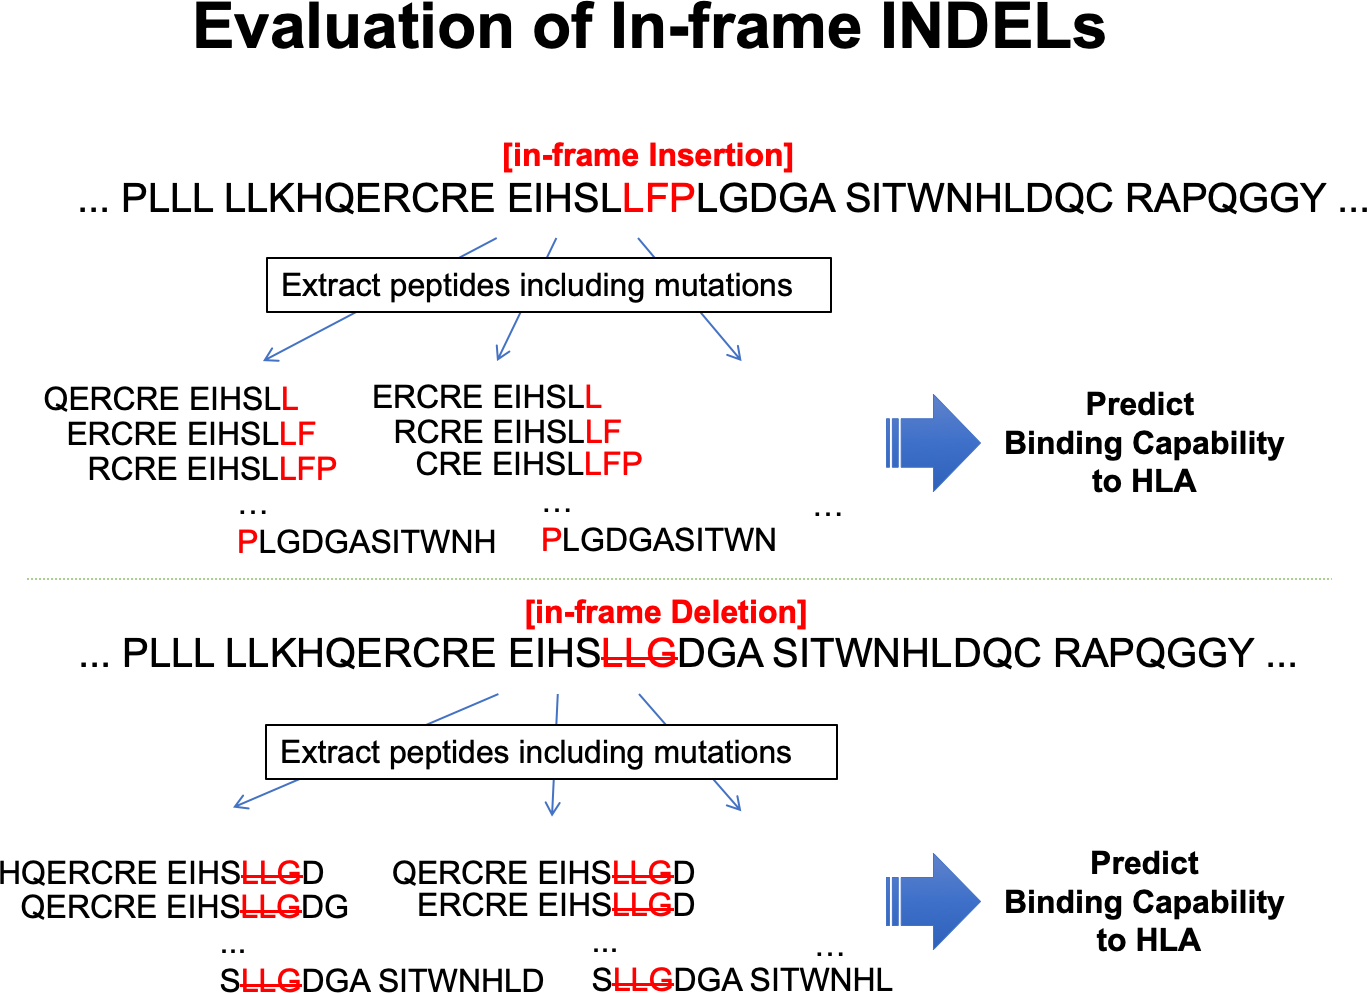 Evaluation of In-frame INDELs
[in-frame Insertion]
... PLLL LLKHQERCRE EIHSLLFPLGDGA SITWNHLDQC RAPQGGY ...
Extract peptides including mutations
QERCRE EIHSLL
ERCRE EIHSLLF
RCRE EIHSLLFP
...
PLGDGASITWNH
ERCRE EIHSLL
RCRE EIHSLLF
CRE EIHSLLFP
...
PLGDGASITWN
...
Predict
Binding Capability
to HLA
[in-frame Deletion]
... PLLL LLKHQERCRE EIHSLLGDGA SITWNHLDQC RAPQGGY ...
Extract peptides including mutations
HQERCRE EIHSLLGD
QERCRE EIHSLLGDG
...
SLLGDGA SITWNHLD
QERCRE EIHSLLGD
ERCRE EIHSLLGD
...
SLLGDGA SITWNHL
...
Predict
Binding Capability
to HLA